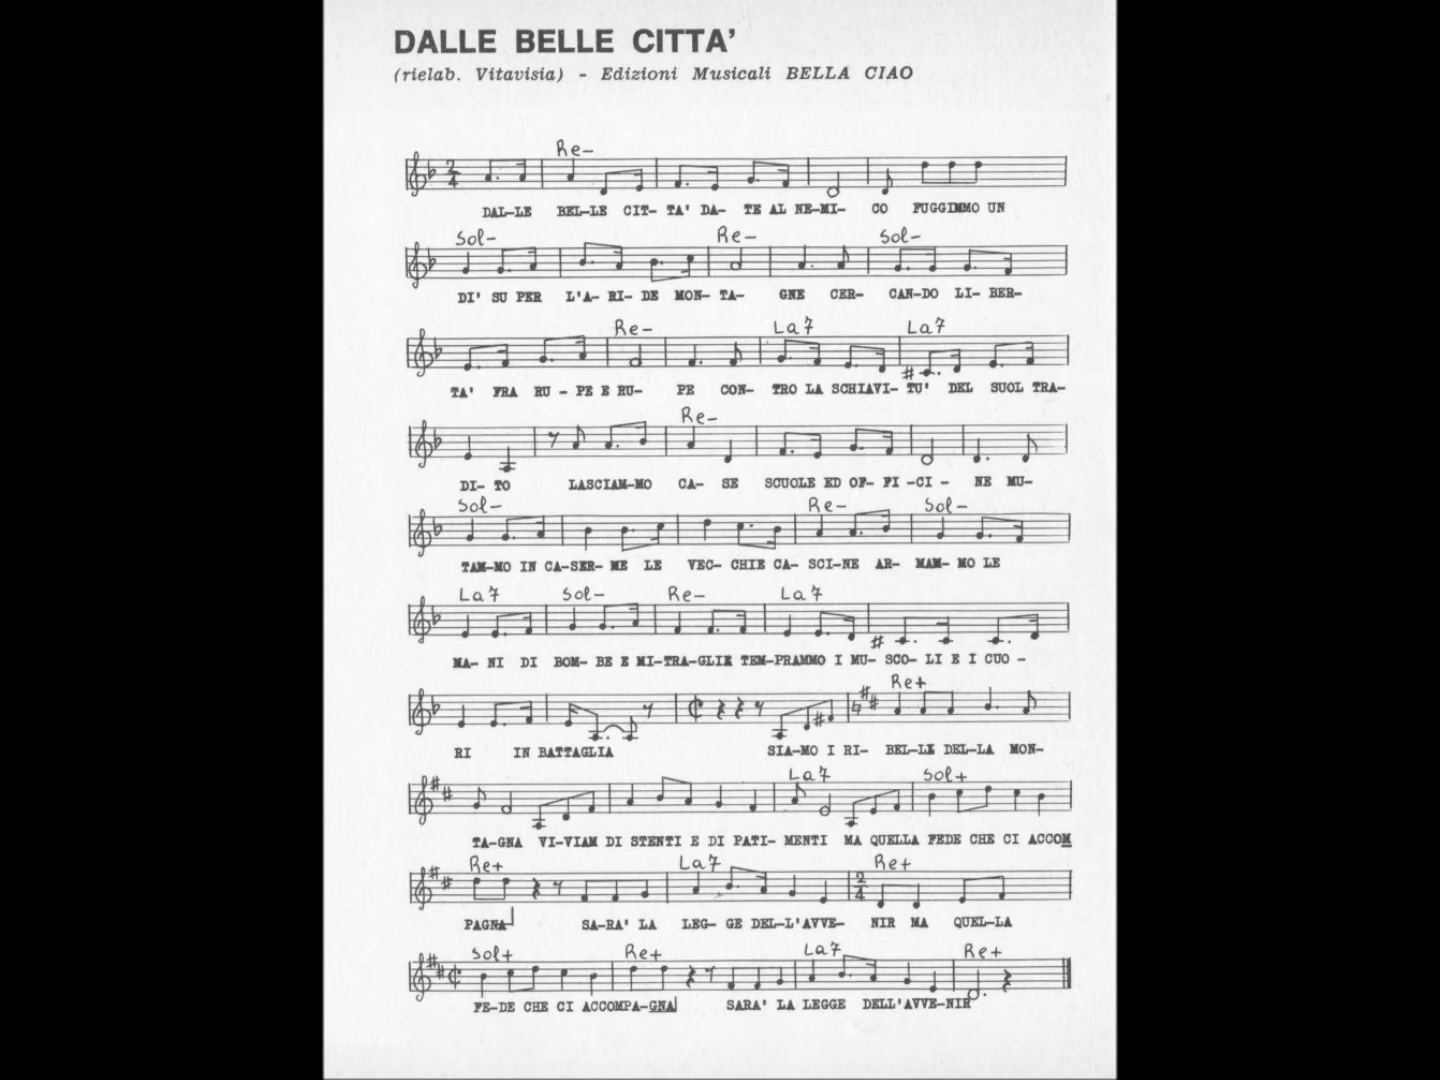 DALLE BELLE CITTA'
(rielab. Vitavisia) - Edizioni Musicali BELLA CIAO
Re-
2 4
DAL-LE BEL-LE CIT- TA' DA- TE AL NE-MI- CO FUGGIMMO UN
Sol- Re- Sol-
DI' SU PER L'A- RI- DE MON- TA- GNE CER- CAN-DO LI- BER-
Re- La7 La7
TA' FRA RU - PE E RU- PE CON- TRO LA SCHIAVI- TU' DEL SUOL TRA-
Re-
DI- TO LASCIAM-MO CA- SE SCUOLE ED OF- FI -CI - NE MU-
Sol- Re- Sol-
TAM-MO IN CA-SER- ME LE VEC- CHIE CA- SCI-NE AR- MAM- MO LE
La7 Sol- Re- La7
MA- NI DI BOM- BE E MI-TRA-GLIE TEM-PRAMMO I MU- SCO- LI E I CUO -
Re+
RI IN BATTAGLIA SIA-MO I RI- BEL-LI DEL-LA MON-
La7 Sol+
TA-GNA VI-VIAM DI STENTI E DI PATI- MENTI MA QUELLA FEDE CHE CI ACCOM
Re+ La7 Re+
2 4
PAGNA SA-RA' LA LEG- GE DEL-L'AVVE- NIR MA QUEL-LA
Sol+ Re+ La7 Re+
FE-DE CHE CI ACCOMPA-GNA SARA' LA LEGGE DELL'AVVE-NIR